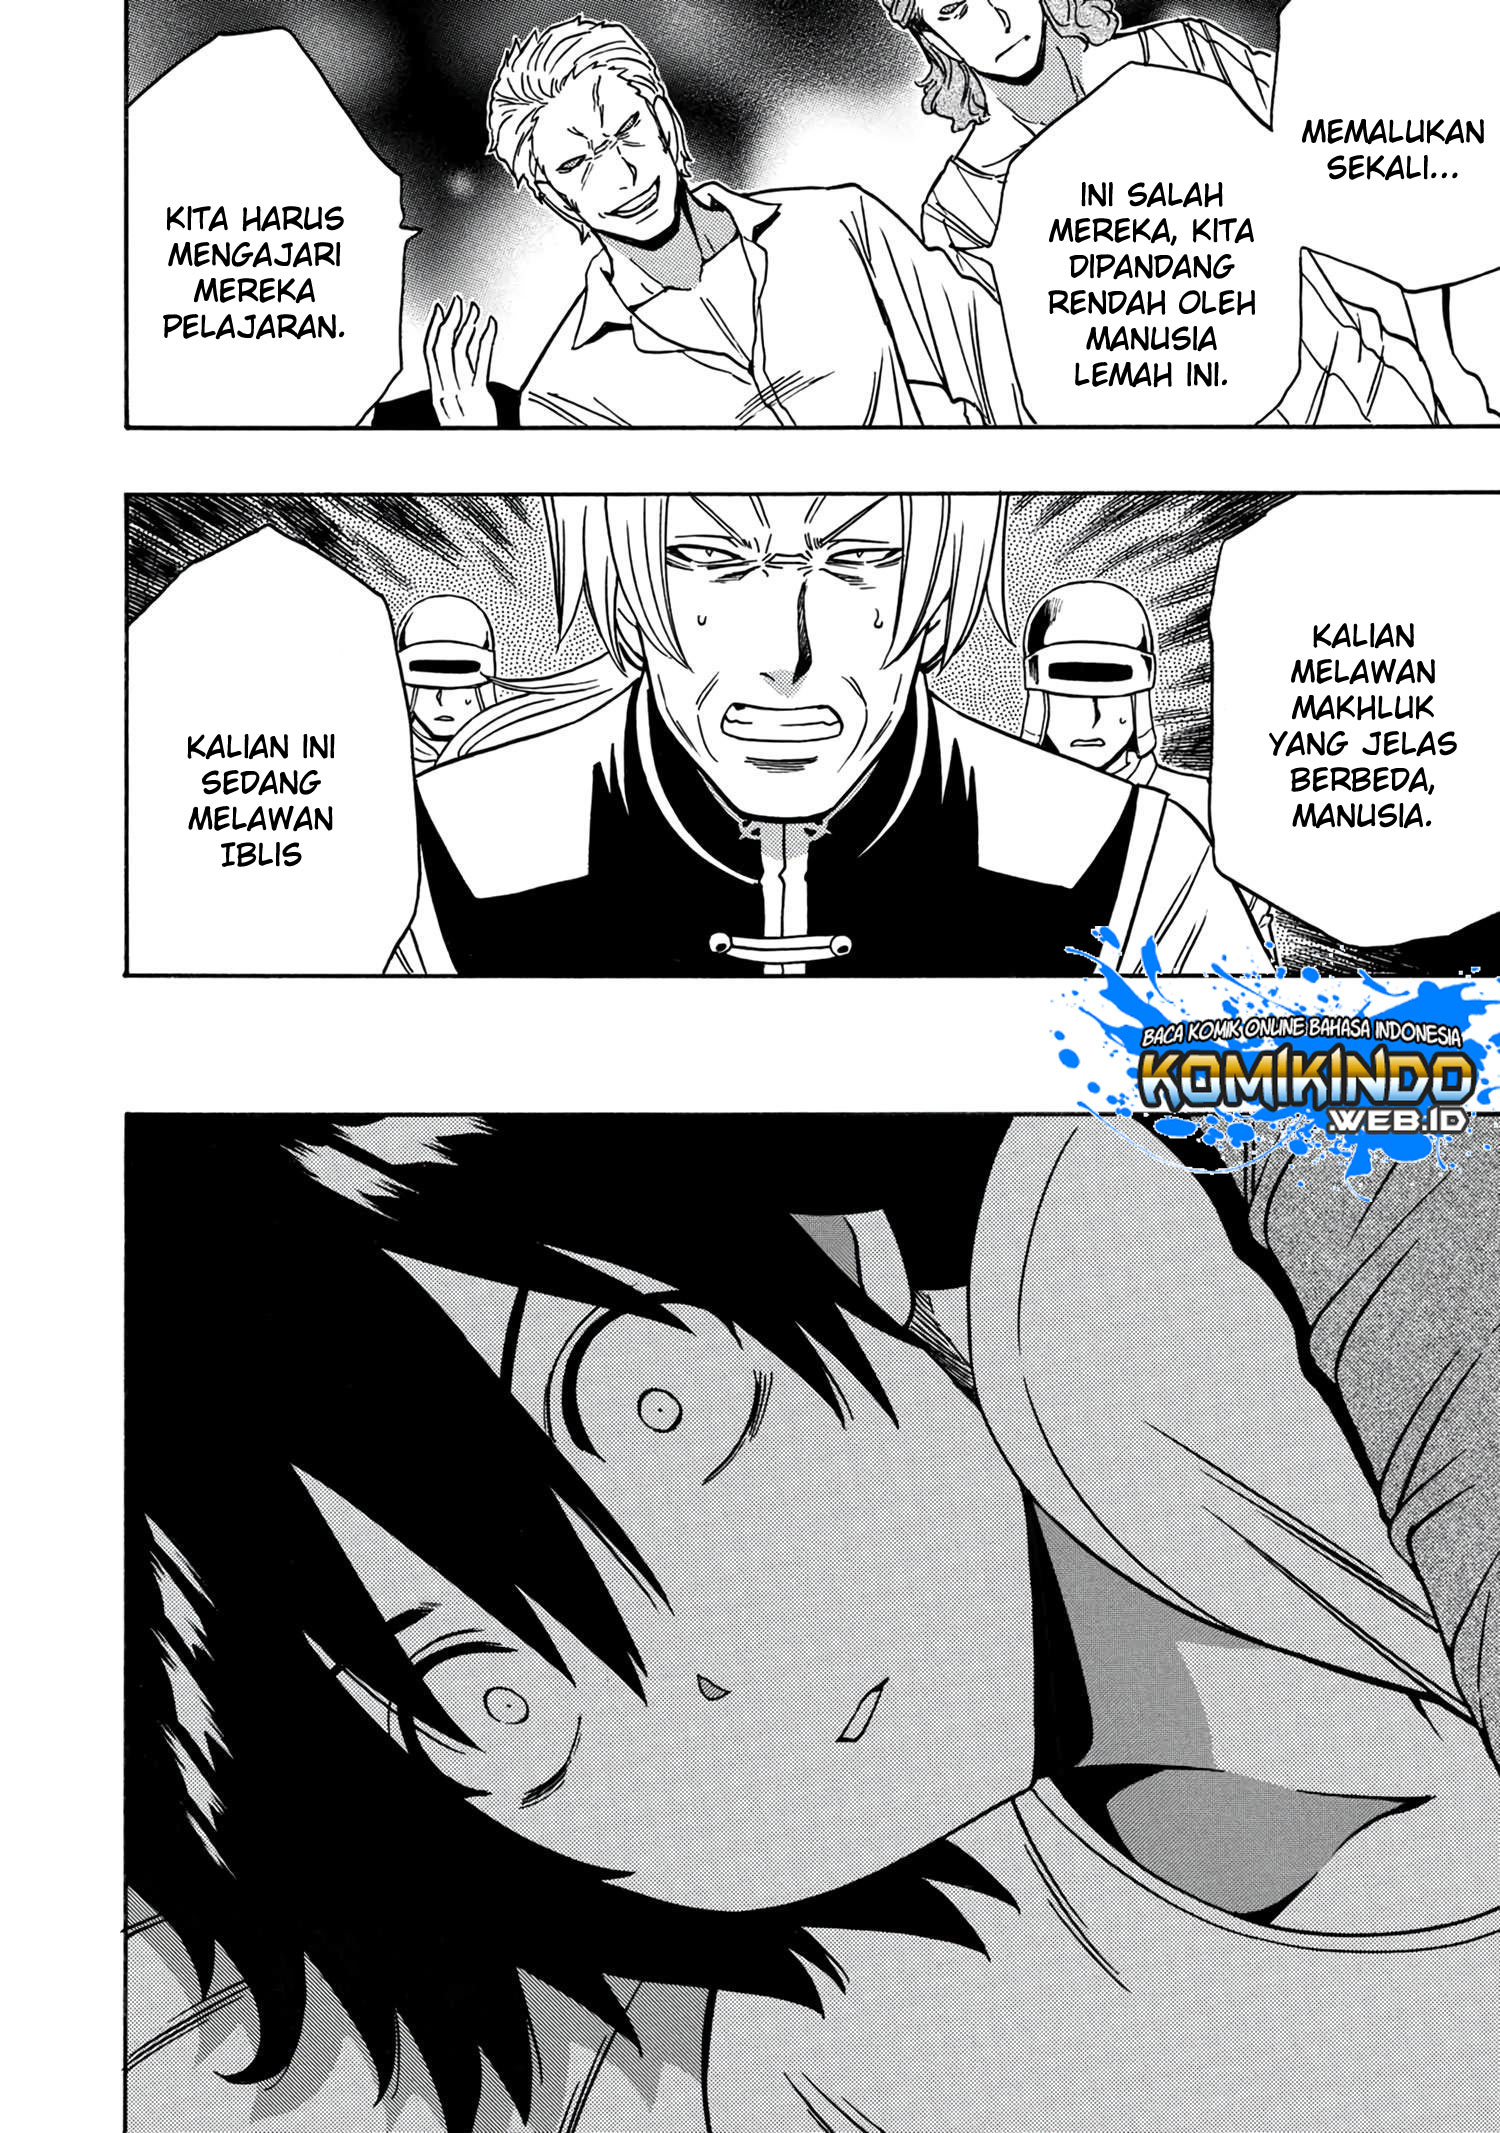 MEMALUKAN
SEKALI...
INI SALAH
MEREKA, KITA
DIPANDANG
RENDAH OLEH
MANUSIA
LEMAH INI.
KITA HARUS
MENGAJARI
MEREKA
PELAJARAN.
KALIAN
MELAWAN
MAKHLUK
YANG JELAS
BERBEDA,
MANUSIA.
KALIAN INI
SEDANG
MELAWAN
IBLIS
BACA KOMIK ONLINE BAHASA INDONESIA
KOMIKINDO
.WEB.ID